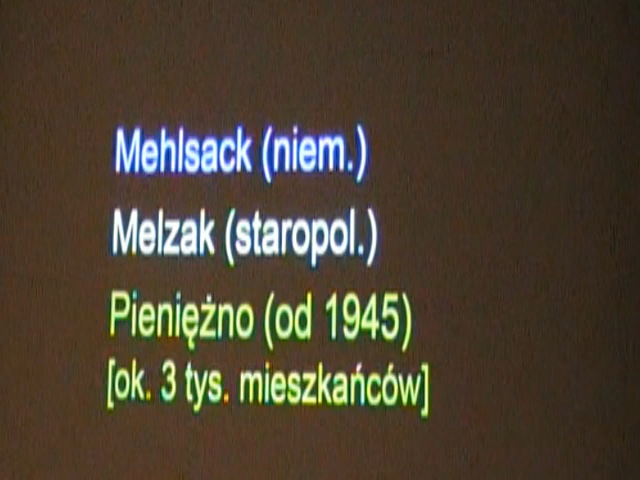 Mehlsack (niem.)
Melzak (staropol.)
Pieniężno (od 1945)
[ok. 3 tys. mieszkańców]